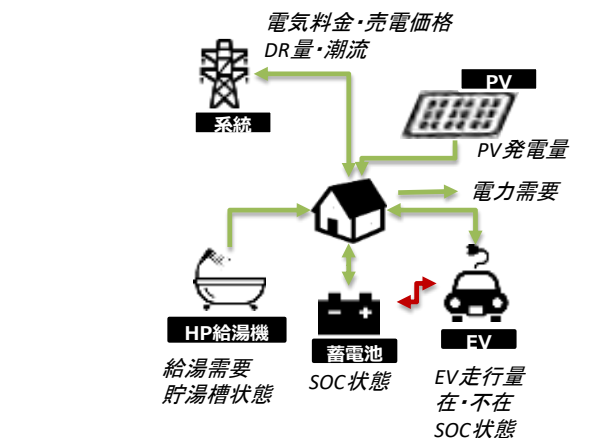 電気料金・売電価格
DR量・潮流
系統
PV
PV発電量
電力需要
HP給湯機
給湯需要
貯湯槽状態
蓄電池
SOC状態
EV
EV走行量
在・不在
SOC状態